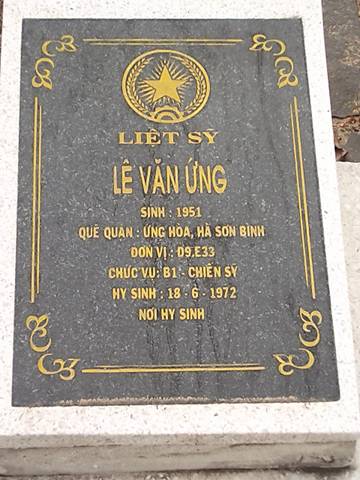 LIỆT SỸ
LÊ VĂN ỨNG
SINH : 1951
QUÊ QUÁN : ỨNG HÒA, HÀ SƠN BÌNH
ĐƠN VỊ : D9.E33
CHỨC VỤ: B1 - CHIẾN SỸ
HY SINH : 18 - 6 - 1972
NƠI HY SINH